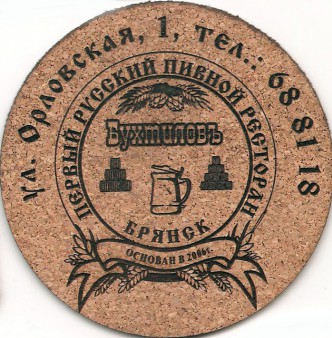 ул. Орловская, 1, тел.: 68 81 18
ПЕРВЫЙ РУССКИЙ ПИВНОЙ РЕСТОРАН
Бухтиловъ
БРЯНСК
ОСНОВАН В 2006г.